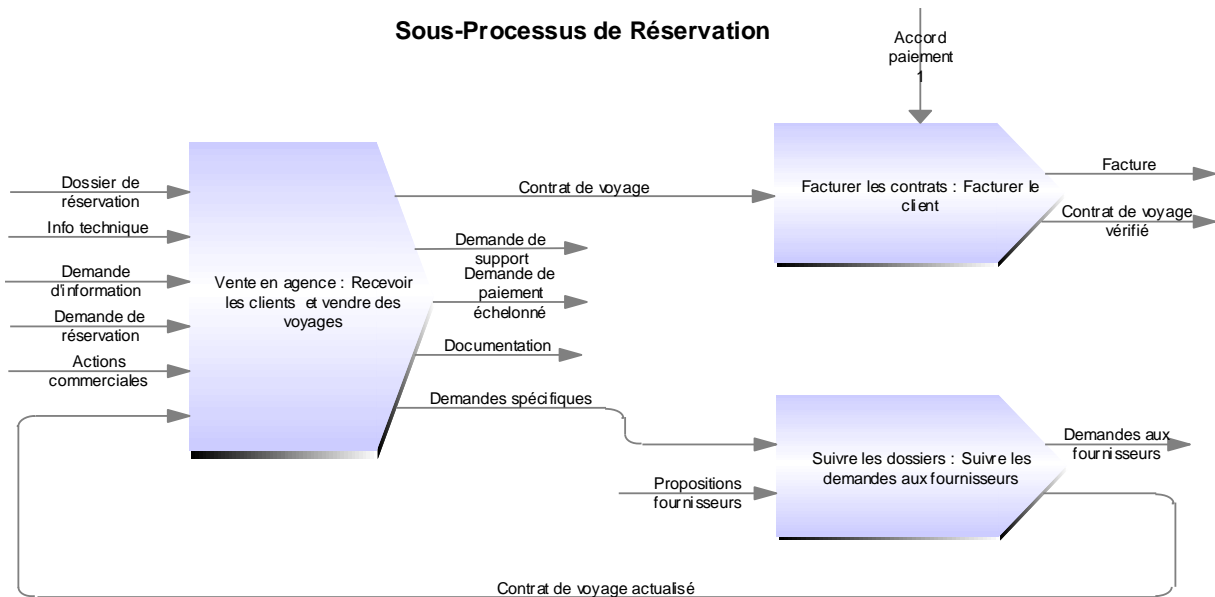 Sous-Processus de Réservation
Accord
paiement
1
Dossier de
réservation
Info technique
Demande
d'information
Demande de
réservation
Actions
commerciales
Vente en agence : Recevoir
les clients et vendre des
voyages
Contrat de voyage
Demande de
support
Demande de
paiement
échelonné
Documentation
Demandes spécifiques
Facturer les contrats : Facturer le
client
Facture
Contrat de voyage
vérifié
Propositions
fournisseurs
Suivre les dossiers : Suivre les
demandes aux fournisseurs
Demandes aux
fournisseurs
Contrat de voyage actualisé